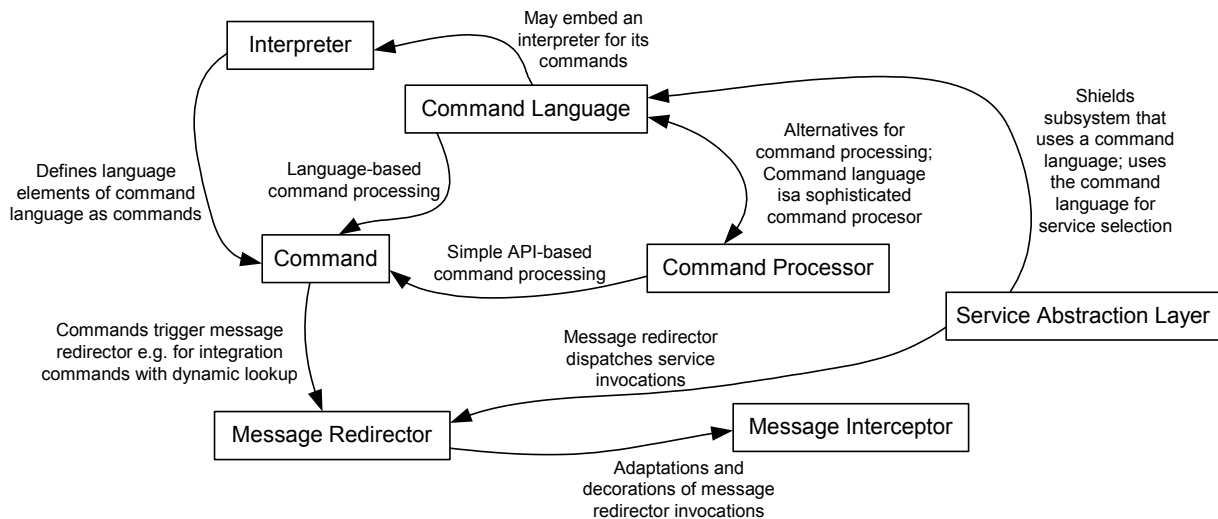 May embed an
interpreter for its
commands
Interpreter
Command Language
Shields
subsystem that
uses a command
language; uses
the command
language for
service selection
Alternatives for
command processing;
Command language
isa sophisticated
command procesor
Defines language
elements of command
language as commands
Language-based
command processing
Command
Simple API-based
command processing
Command Processor
Service Abstraction Layer
Commands trigger message
redirector e.g. for integration
commands with dynamic lookup
Message redirector
dispatches service
invocations
Message Redirector
Message Interceptor
Adaptations and
decorations of message
redirector invocations